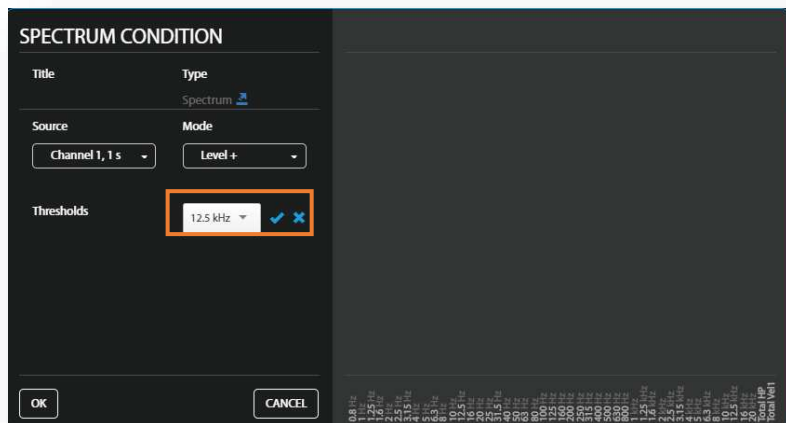 SPECTRUM CONDITION
Title
Type
Spectrum
Source
Mode
Channel 1, 1 s
Level +
Thresholds
12.5 kHz
OK
CANCEL
0.8 Hz
1 Hz
1.25 Hz
1.6 Hz
2 Hz
2.5 Hz
3.15 Hz
4 Hz
5 Hz
6.3 Hz
8 Hz
10 Hz
12.5 Hz
16 Hz
20 Hz
25 Hz
31.5 Hz
40 Hz
50 Hz
63 Hz
80 Hz
100 Hz
125 Hz
160 Hz
200 Hz
250 Hz
315 Hz
400 Hz
500 Hz
630 Hz
800 Hz
1 kHz
1.25 kHz
1.6 kHz
2 kHz
2.5 kHz
3.15 kHz
4 kHz
5 kHz
6.3 kHz
8 kHz
10 kHz
12.5 kHz
16 kHz
20 kHz
Total HP
Total Vel1